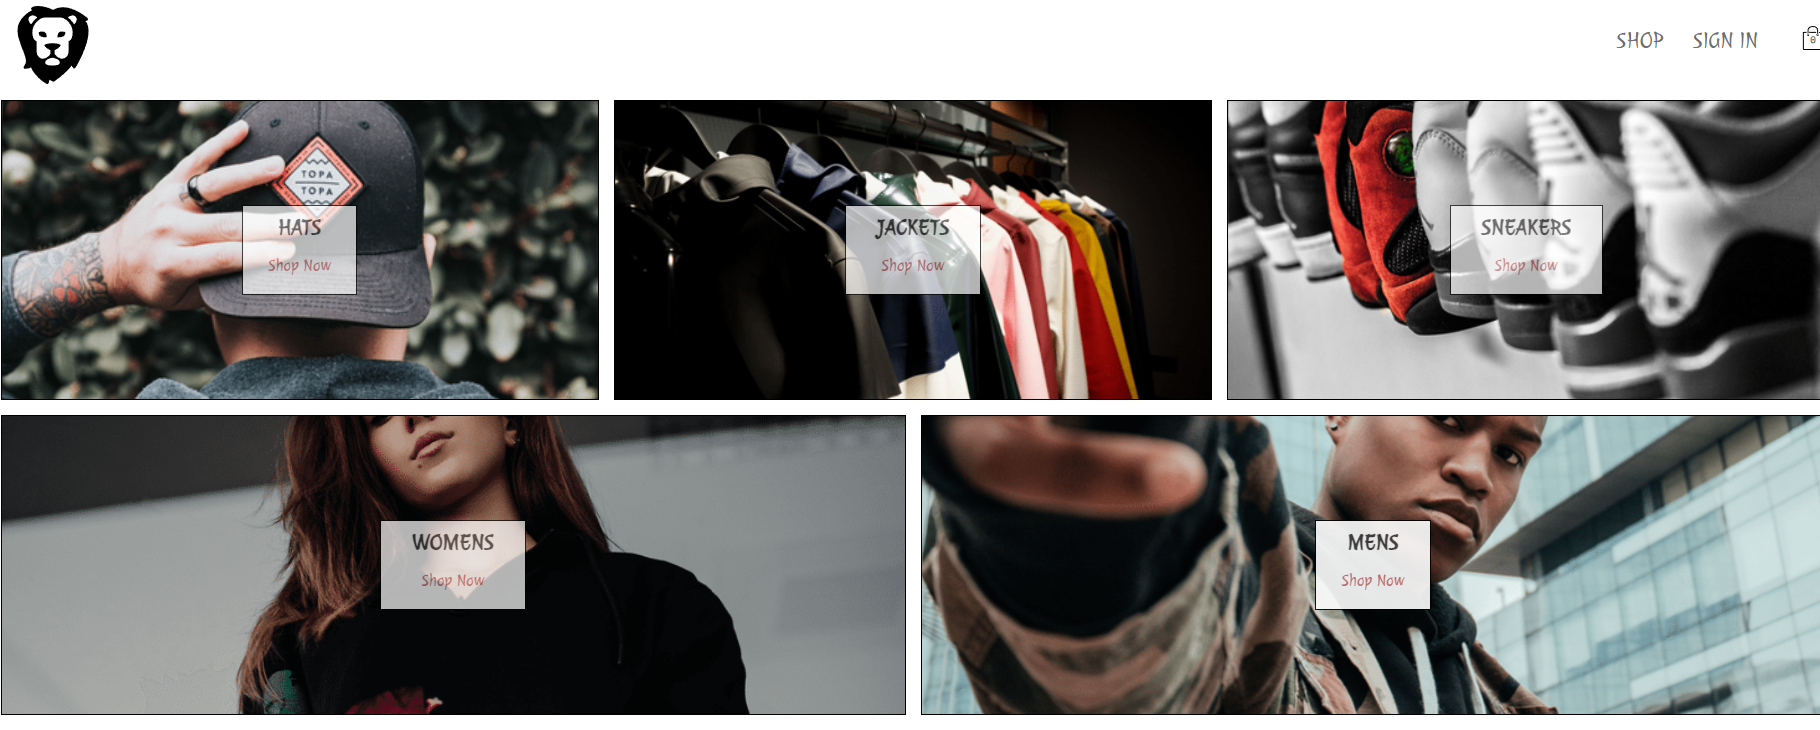 SHOP
SIGN IN
0
TOPA
TOPA
HATS
Shop Now
JACKETS
Shop Now
SNEAKERS
Shop Now
WOMENS
Shop Now
MENS
Shop Now